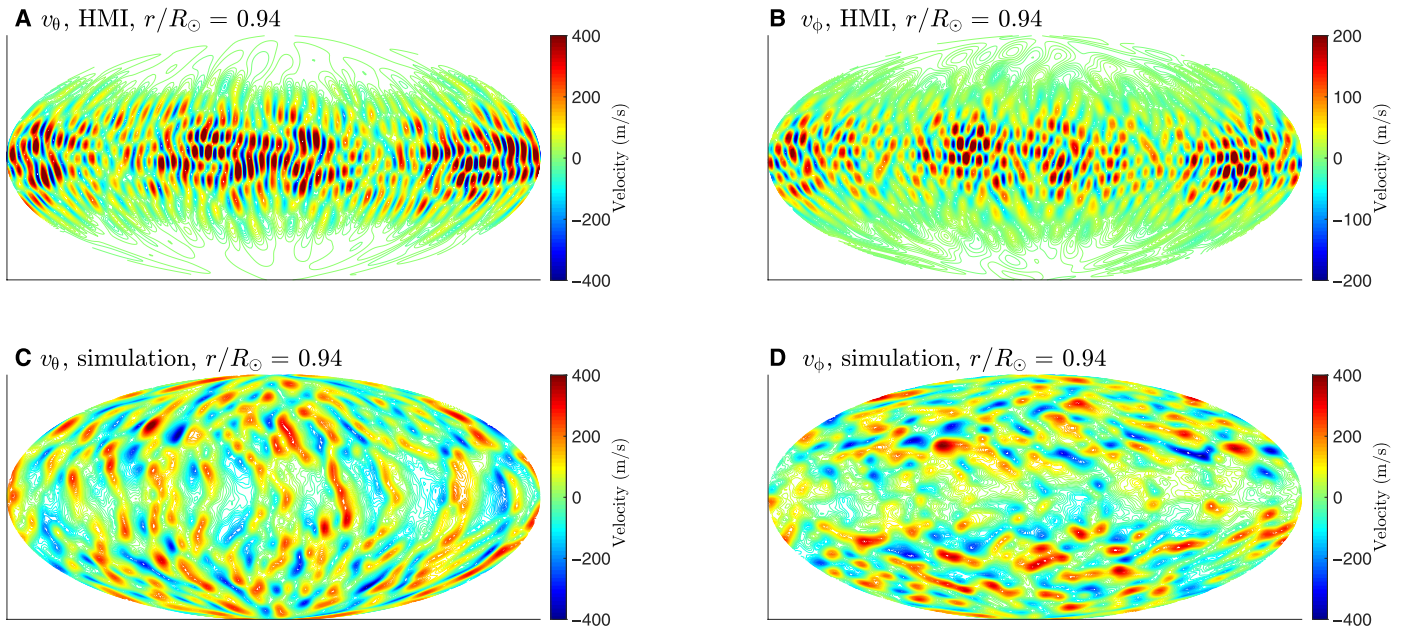 A v_θ, HMI, r/R_⊙ = 0.94
400
200
0
−200
−400
Velocity (m/s)
B v_ϕ, HMI, r/R_⊙ = 0.94
200
100
0
−100
−200
Velocity (m/s)
C v_θ, simulation, r/R_⊙ = 0.94
400
200
0
−200
−400
Velocity (m/s)
D v_ϕ, simulation, r/R_⊙ = 0.94
400
200
0
−200
−400
Velocity (m/s)